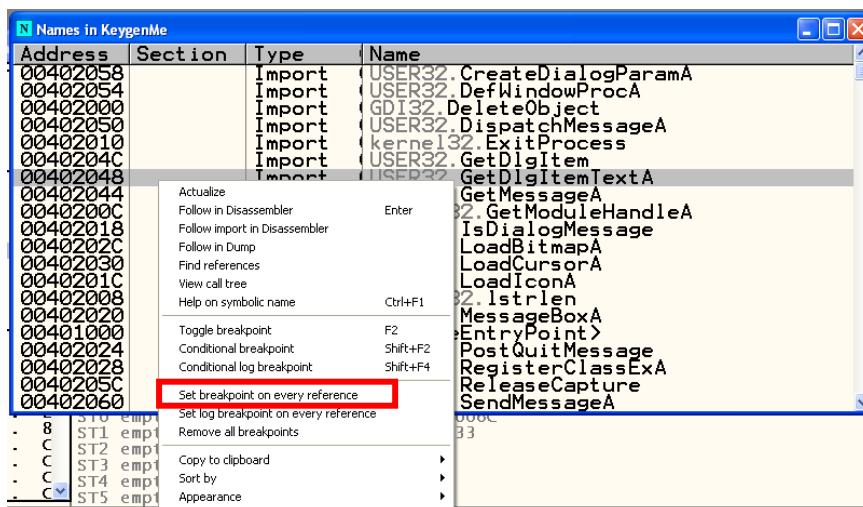 N Names in KeygenMe
Address Section Type Name
00402058 Import ( USER32.CreateDialogParamA
00402054 Import ( USER32.DefWindowProcA
00402000 Import ( GDI32.DeleteObject
00402050 Import ( USER32.DispatchMessageA
00402010 Import ( kernel32.ExitProcess
0040204C Import ( USER32.GetDlgItem
00402048 Import ( USER32.GetDlgItemTextA
00402044 GetMessageA
0040200C 32.GetModuleHandleA
00402018 IsDialogMessage
0040202C LoadBitmapA
00402030 LoadCursorA
0040201C LoadIconA
00402008 32.lstrlen
00402020 MessageBoxA
00401000 EntryPoint>
00402024 PostQuitMessage
00402028 RegisterClassExA
0040205C ReleaseCapture
00402060 SendMessageA
Actualize
Follow in Disassembler Enter
Follow import in Disassembler
Follow in Dump
Find references
View call tree
Help on symbolic name Ctrl+F1
Toggle breakpoint F2
Conditional breakpoint Shift+F2
Conditional log breakpoint Shift+F4
Set breakpoint on every reference
Set log breakpoint on every reference
Remove all breakpoints
Copy to clipboard
Sort by
Appearance
ST0 empt
8 ST1 empt 33
C ST2 empt
C ST3 empt
C ST4 empt
C ST5 empt